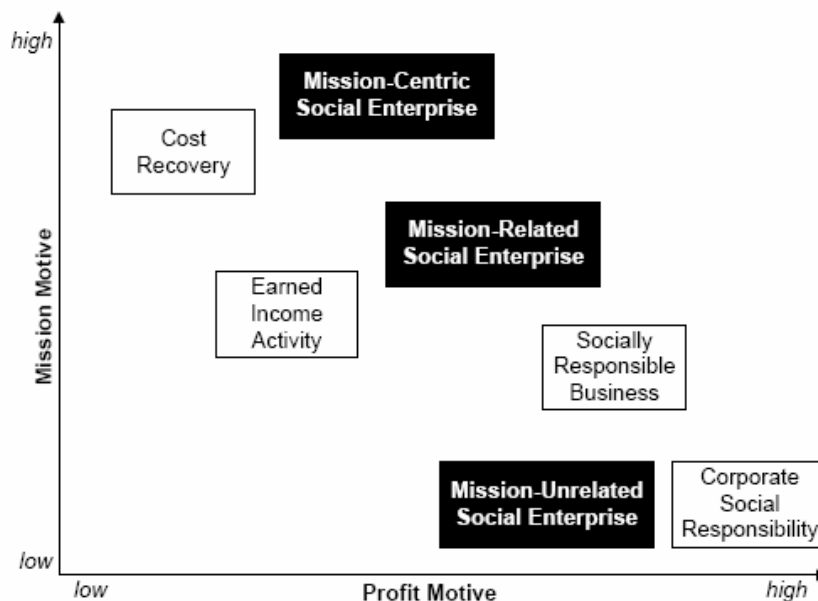 high
Mission-Centric
Social Enterprise
Cost
Recovery
Mission-Related
Social Enterprise
Mission Motive
Earned
Income
Activity
Socially
Responsible
Business
Mission-Unrelated
Social Enterprise
Corporate
Social
Responsibility
low
low
Profit Motive
high